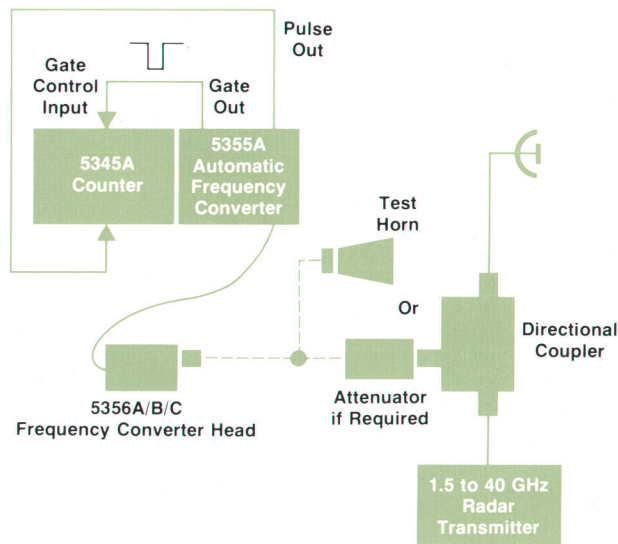 Pulse
Out
Gate
Control
Input
Gate
Out
5345A
Counter
5355A
Automatic
Frequency
Converter
Test
Horn
Or
Directional
Coupler
Attenuator
if Required
5356A/B/C
Frequency Converter Head
1.5 to 40 GHz
Radar
Transmitter